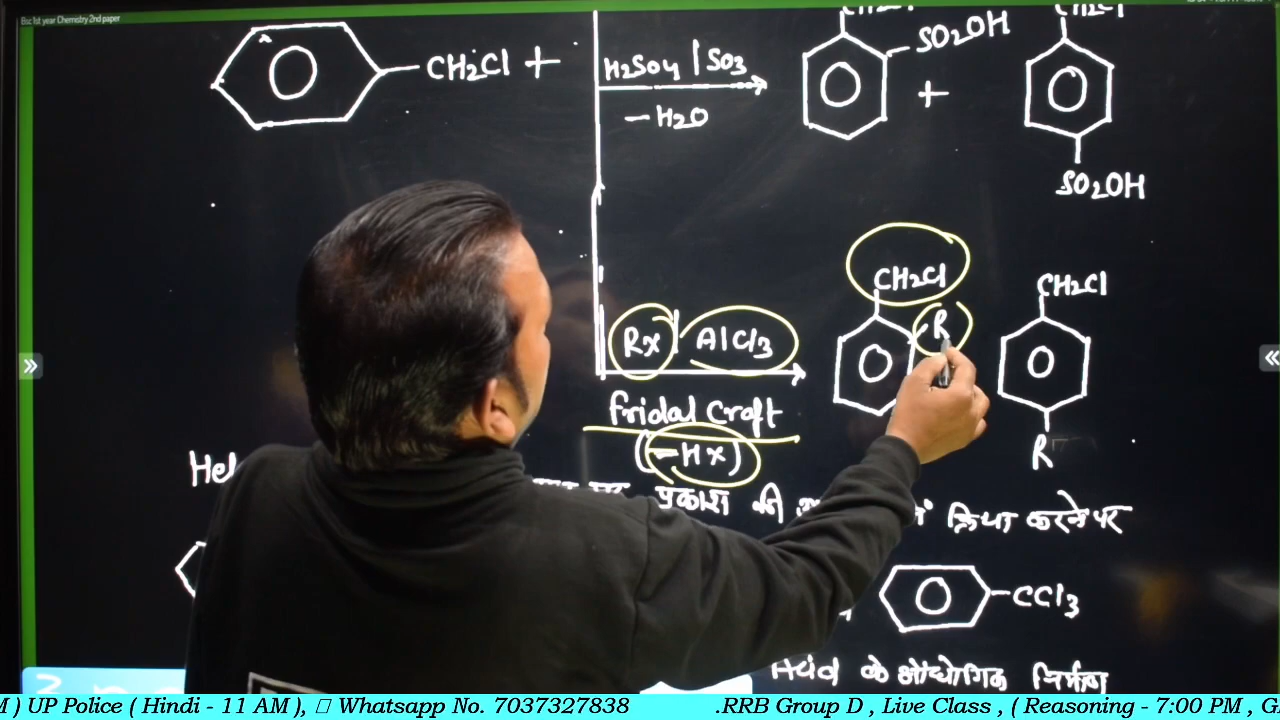 Bsc 1st year Chemistry 2nd paper
CH2Cl +
H2SO4 | SO3
– H2O
SO2OH
+
SO2OH
CH2Cl
R
CH2Cl
R
Rx | AlCl3
fridal Craft
(–Hx)
Hel
प्रकाश की
क्रिया करने पर
CCl3
Acid के औद्योगिक निर्माण
M ) UP Police ( Hindi - 11 AM ), Whatsapp No. 7037327838 .RRB Group D , Live Class , ( Reasoning - 7:00 PM , G